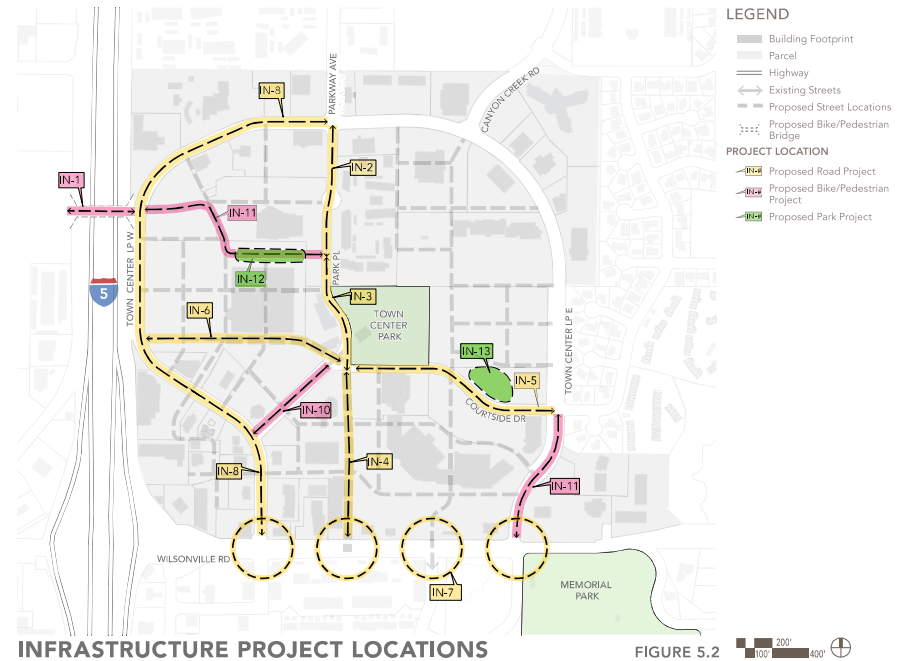 LEGEND
Building Footprint
Parcel
Highway
Existing Streets
Proposed Street Locations
Proposed Bike/Pedestrian
Bridge
PROJECT LOCATION
IN-#
Proposed Road Project
IN-#
Proposed Bike/Pedestrian
Project
IN-#
Proposed Park Project
PARKWAY AVE
CANYON CREEK RD
IN-8
IN-2
IN-1
IN-11
TOWN CENTER LP W
IN-12
PARK PL
5
IN-3
IN-6
TOWN
CENTER
PARK
TOWN CENTER LP E
IN-13
IN-5
COURTSIDE DR
IN-10
IN-8
IN-4
IN-11
WILSONVILLE RD
IN-7
MEMORIAL
PARK
INFRASTRUCTURE PROJECT LOCATIONS
FIGURE 5.2
200'
100'
400'